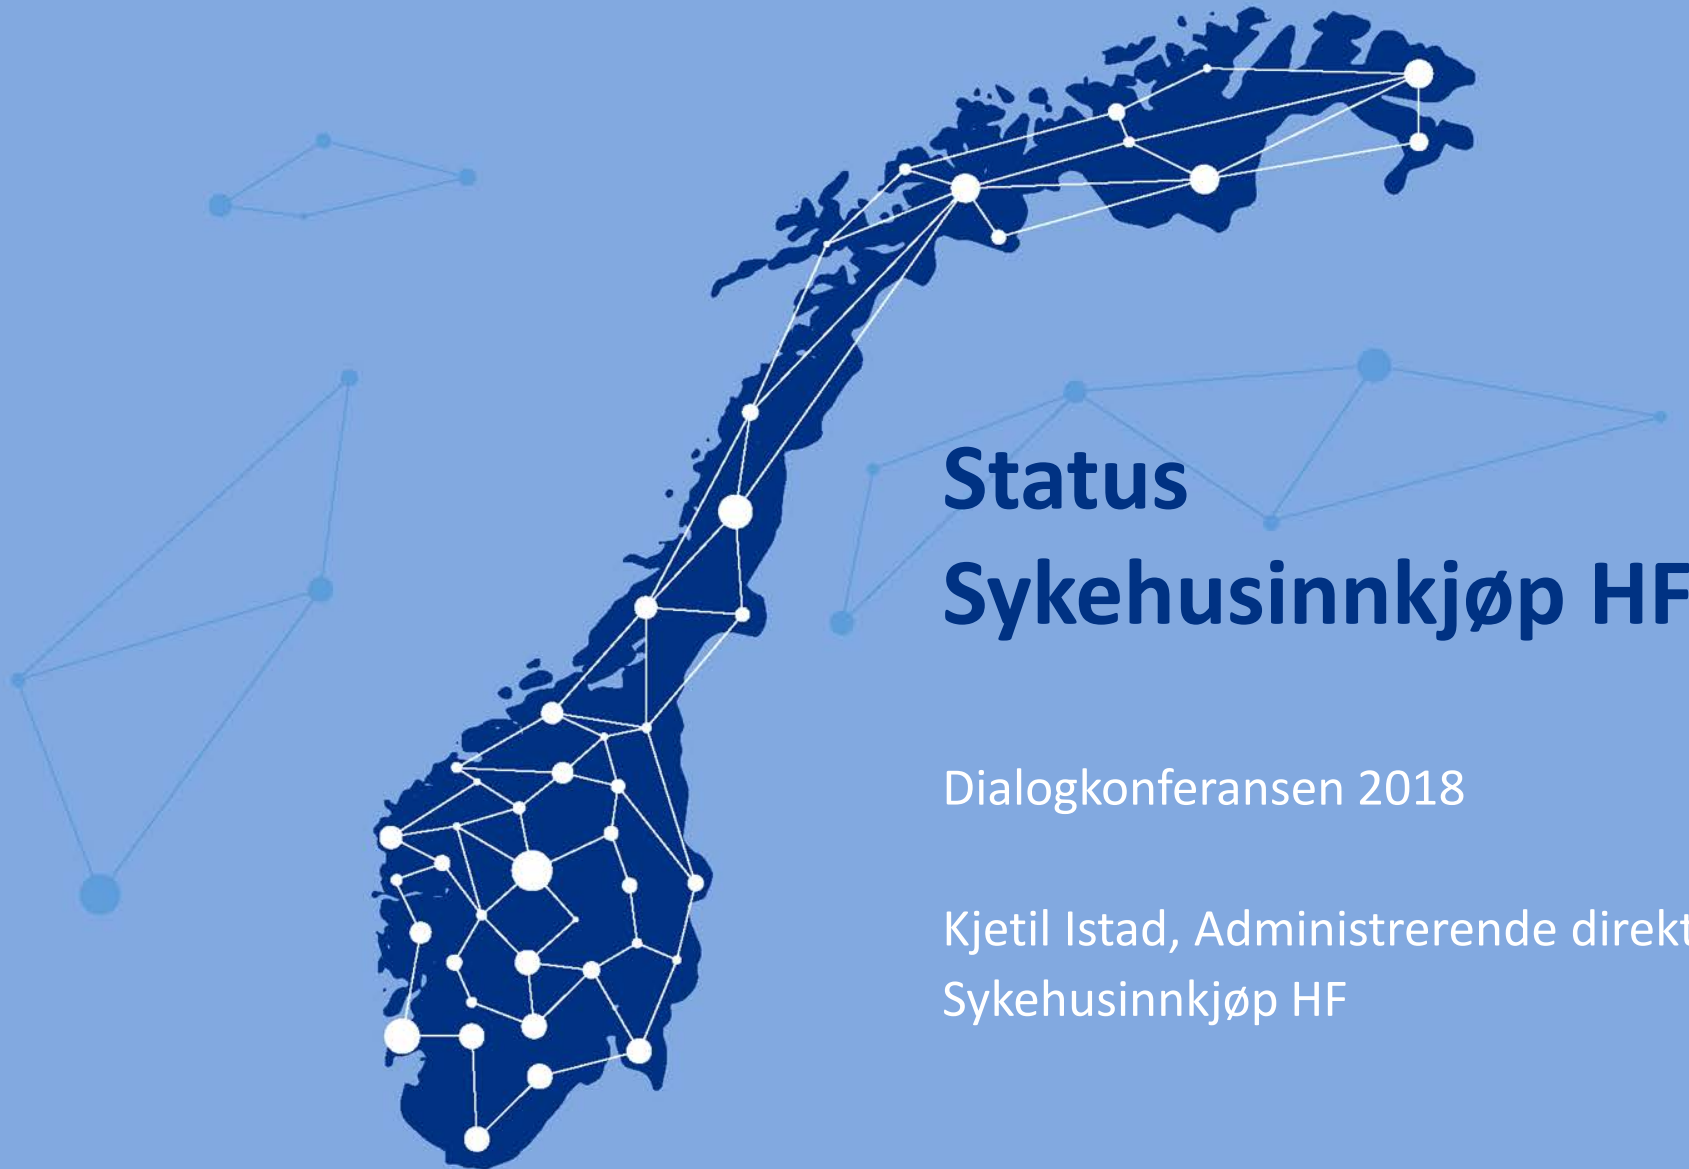 Status
Sykehusinnkjøp HF
Dialogkonferansen 2018
Kjetil Istad, Administrerende direkt
Sykehusinnkjøp HF